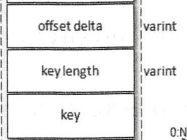 offset delta varint
key length varint
key
0:N